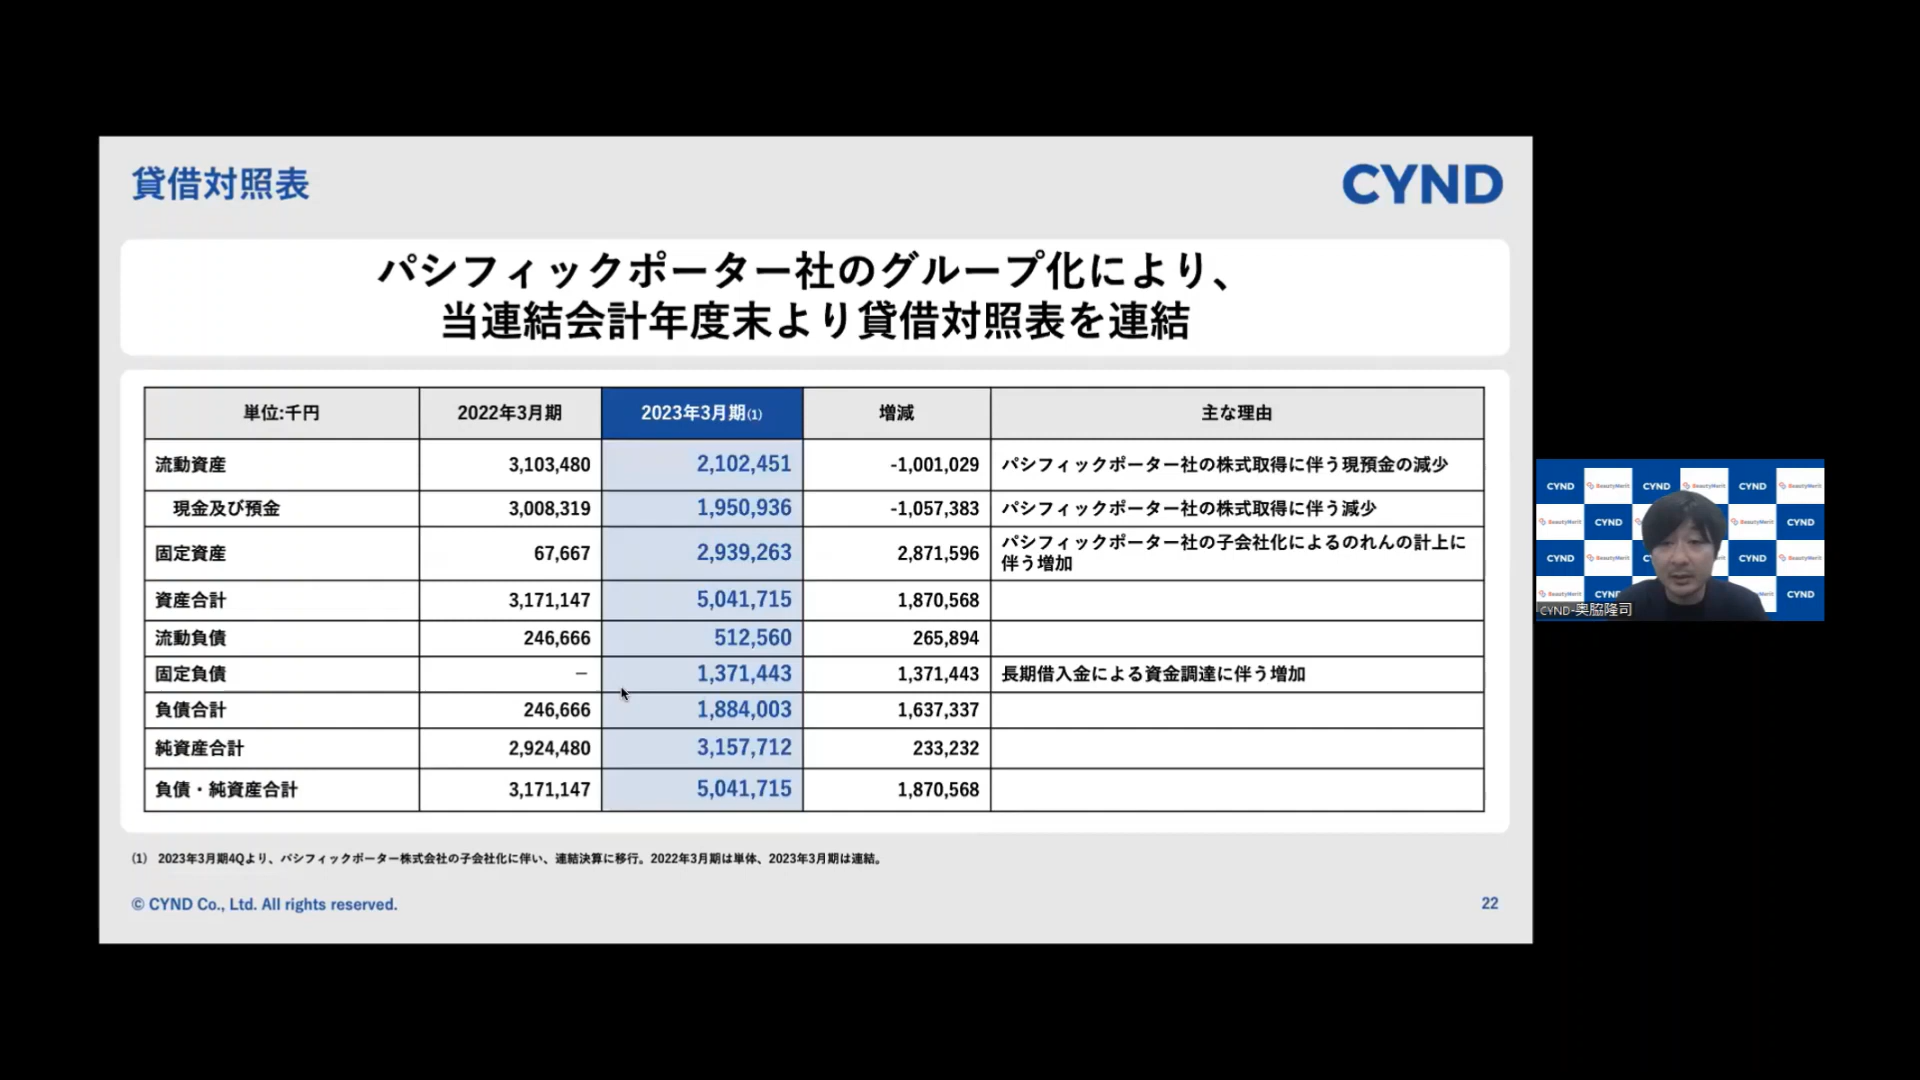 貸借対照表
CYND
パシフィックポーター社のグループ化により、
当連結会計年度末より貸借対照表を連結
単位:千円 2022年3月期 2023年3月期(1) 増減 主な理由
流動資産 3,103,480 2,102,451 -1,001,029 パシフィックポーター社の株式取得に伴う現預金の減少
現金及び預金 3,008,319 1,950,936 -1,057,383 パシフィックポーター社の株式取得に伴う減少
固定資産 67,667 2,939,263 2,871,596 パシフィックポーター社の子会社化によるのれんの計上に
伴う増加
資産合計 3,171,147 5,041,715 1,870,568
流動負債 246,666 512,560 265,894
固定負債 – 1,371,443 1,371,443 長期借入金による資金調達に伴う増加
負債合計 246,666 1,884,003 1,637,337
純資産合計 2,924,480 3,157,712 233,232
負債・純資産合計 3,171,147 5,041,715 1,870,568
(1) 2023年3月期4Qより、パシフィックポーター株式会社の子会社化に伴い、連結決算に移行。2022年3月期は単体、2023年3月期は連結。
© CYND Co., Ltd. All rights reserved.
22
CYND BeautyMerit CYND BeautyMerit CYND BeautyMerit
BeautyMerit CYND BeautyMerit CYND
CYND BeautyMerit CYND BeautyMerit
BeautyMerit CYND CYND
CYND-奥脇隆司